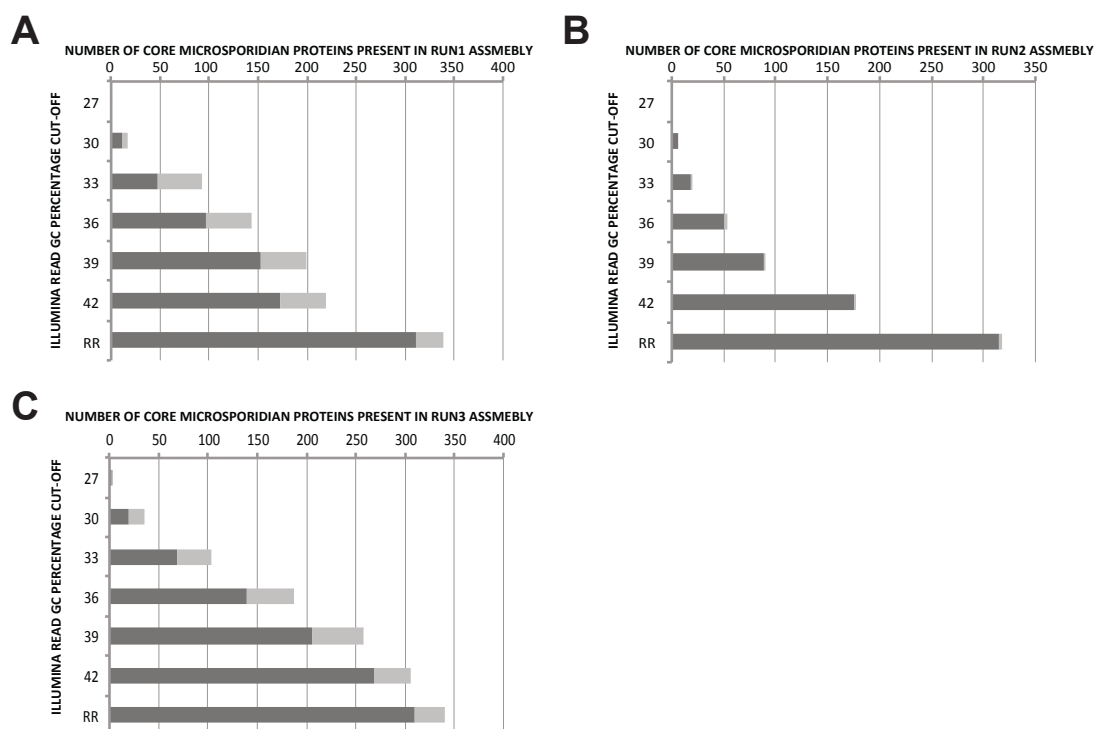 A
NUMBER OF CORE MICROSPORIDIAN PROTEINS PRESENT IN RUN1 ASSMEBLY
0 50 100 150 200 250 300 350 400
ILLUMINA READ GC PERCENTAGE CUT-OFF
27
30
33
36
39
42
RR
B
NUMBER OF CORE MICROSPORIDIAN PROTEINS PRESENT IN RUN2 ASSMEBLY
0 50 100 150 200 250 300 350
ILLUMINA READ GC PERCENTAGE CUT-OFF
27
30
33
36
39
42
RR
C
NUMBER OF CORE MICROSPORIDIAN PROTEINS PRESENT IN RUN3 ASSMEBLY
0 50 100 150 200 250 300 350 400
ILLUMINA READ GC PERCENTAGE CUT-OFF
27
30
33
36
39
42
RR